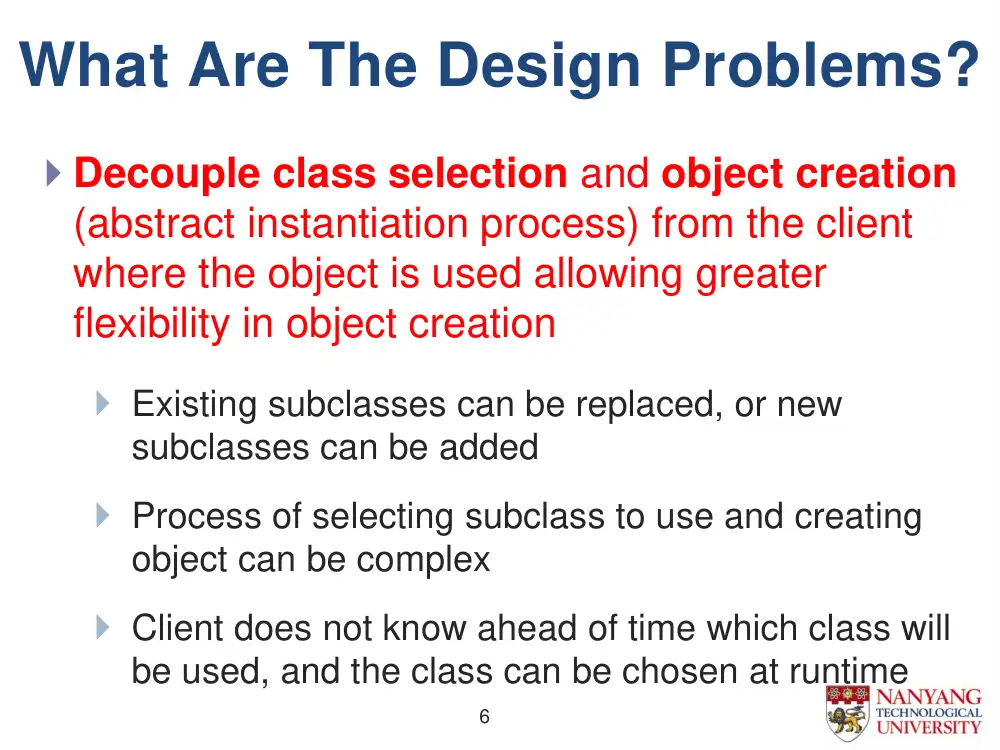 What Are The Design Problems?
Decouple class selection and object creation
(abstract instantiation process) from the client
where the object is used allowing greater
flexibility in object creation
Existing subclasses can be replaced, or new
subclasses can be added
Process of selecting subclass to use and creating
object can be complex
Client does not know ahead of time which class will
be used, and the class can be chosen at runtime
6
NANYANG
TECHNOLOGICAL
UNIVERSITY